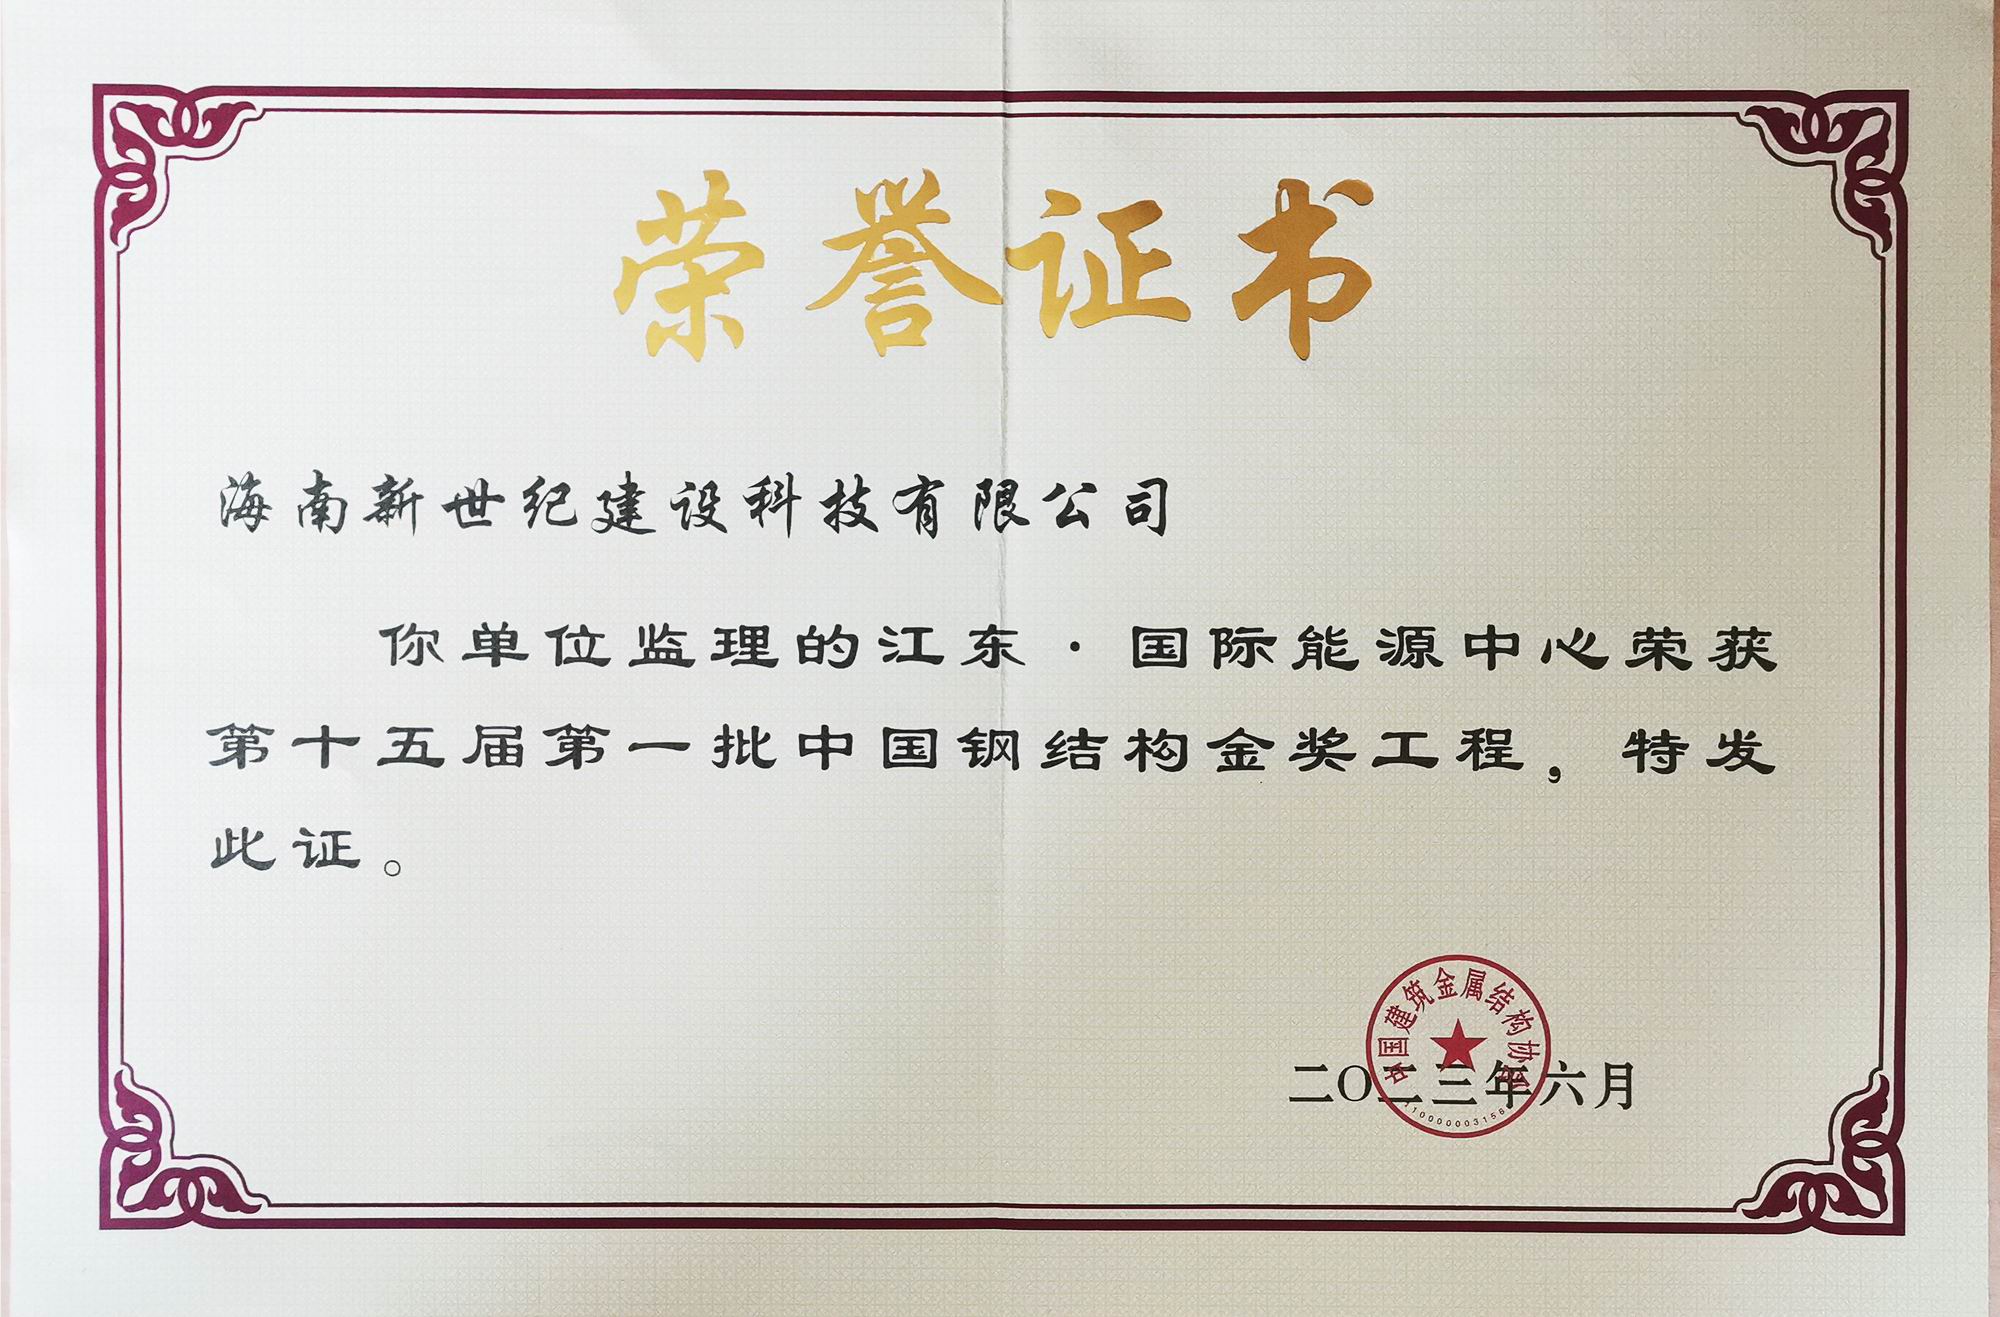 荣誉证书
海南新世纪建设科技有限公司
你单位监理的江东·国际能源中心荣获
第十五届第一批中国钢结构金奖工程，特发
此证。
中国建筑金属结构协会
二〇二三年六月